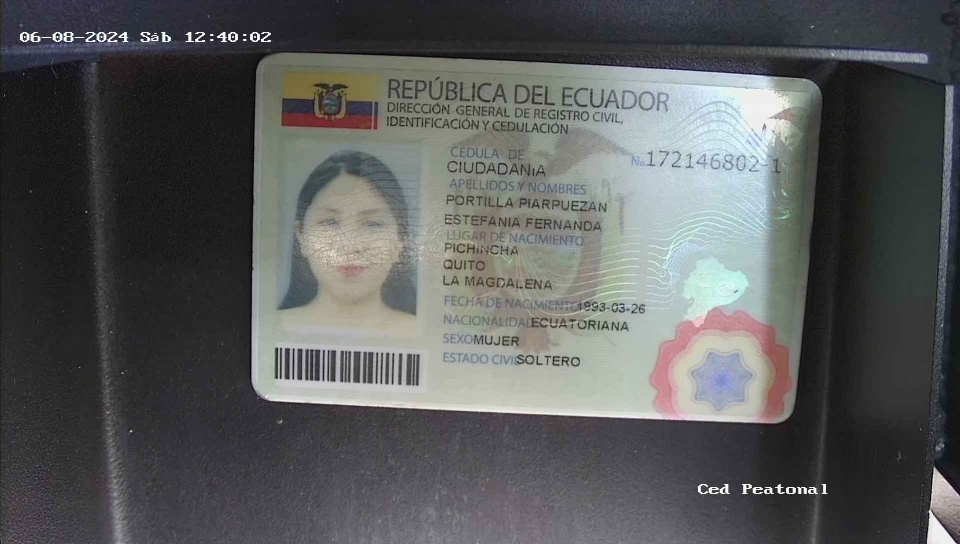 06-08-2024 Sáb 12:40:02
REPÚBLICA DEL ECUADOR
DIRECCIÓN GENERAL DE REGISTRO CIVIL,
IDENTIFICACIÓN Y CEDULACIÓN
CÉDULA DE
No. 172146802-1
CIUDADANíA
APELLIDOS Y NOMBRES
PORTILLA PIARPUEZAN
ESTEFANIA FERNANDA
LUGAR DE NACIMIENTO
PICHINCHA
QUITO
LA MAGDALENA
FECHA DE NACIMIENTO 1993-03-26
NACIONALIDAD ECUATORIANA
SEXO MUJER
ESTADO CIVIL SOLTERO
Ced Peatonal